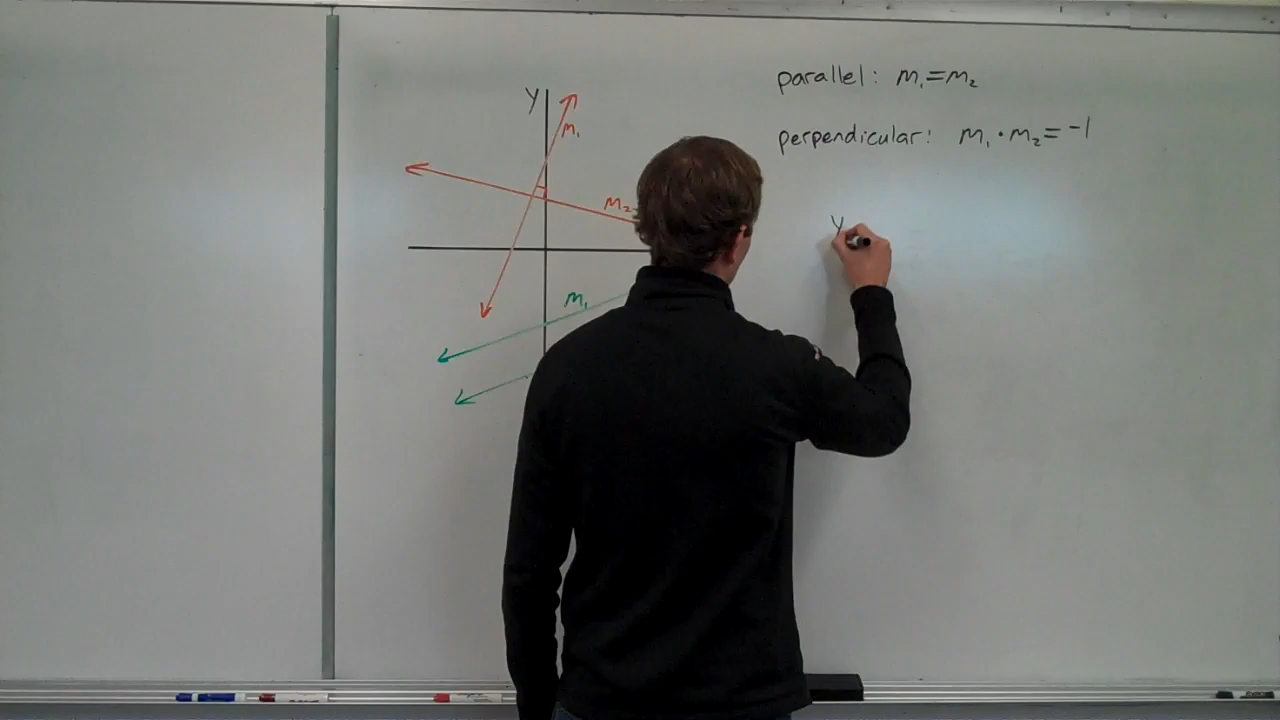 parallel: m₁=m₂
perpendicular: m₁·m₂=-1
y
m₁
m₂
y
m₁